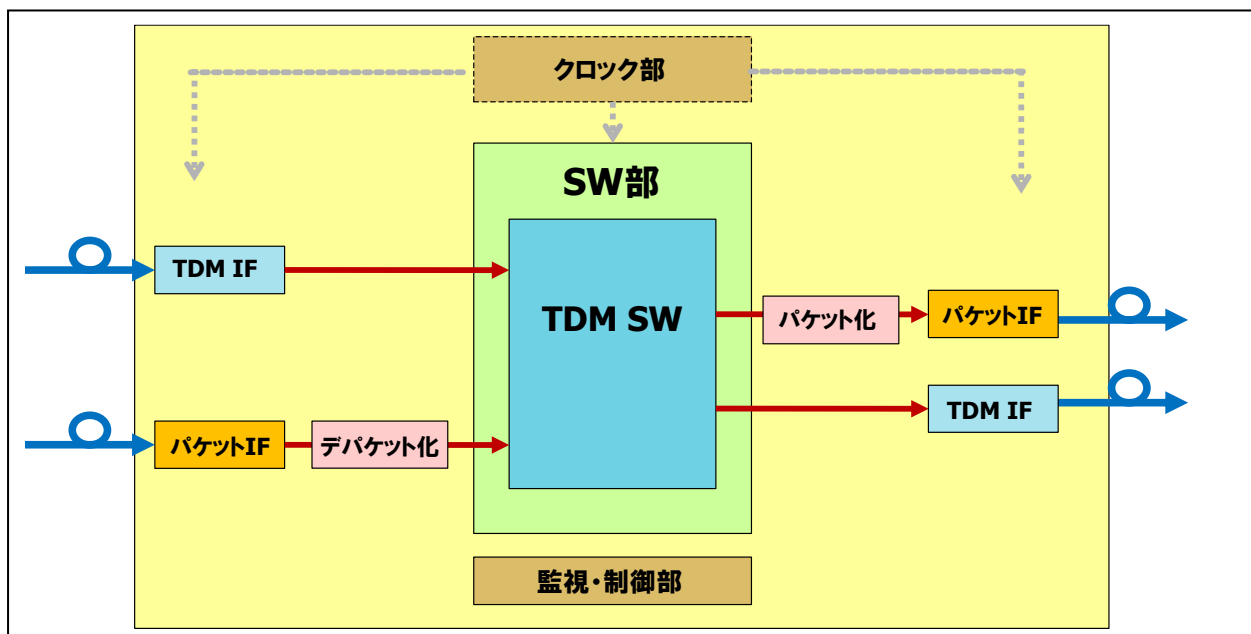 クロック部
SW部
TDM IF
TDM SW
パケット化
パケットIF
TDM IF
パケットIF
デパケット化
監視・制御部